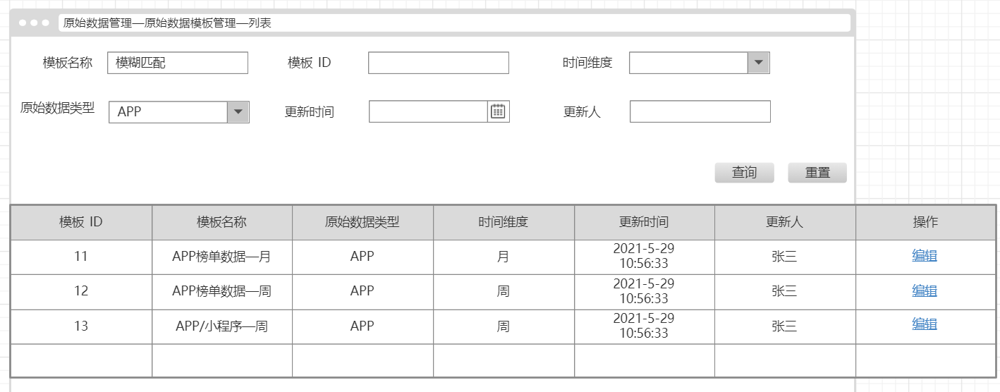 原始数据管理—原始数据模板管理—列表
模板名称 模糊匹配 模板 ID 时间维度
原始数据类型 APP 更新时间 更新人
查询 重置
模板 ID 模板名称 原始数据类型 时间维度 更新时间 更新人 操作
11 APP榜单数据—月 APP 月 2021-5-29 10:56:33 张三 编辑
12 APP榜单数据—周 APP 周 2021-5-29 10:56:33 张三 编辑
13 APP/小程序—周 APP 周 2021-5-29 10:56:33 张三 编辑